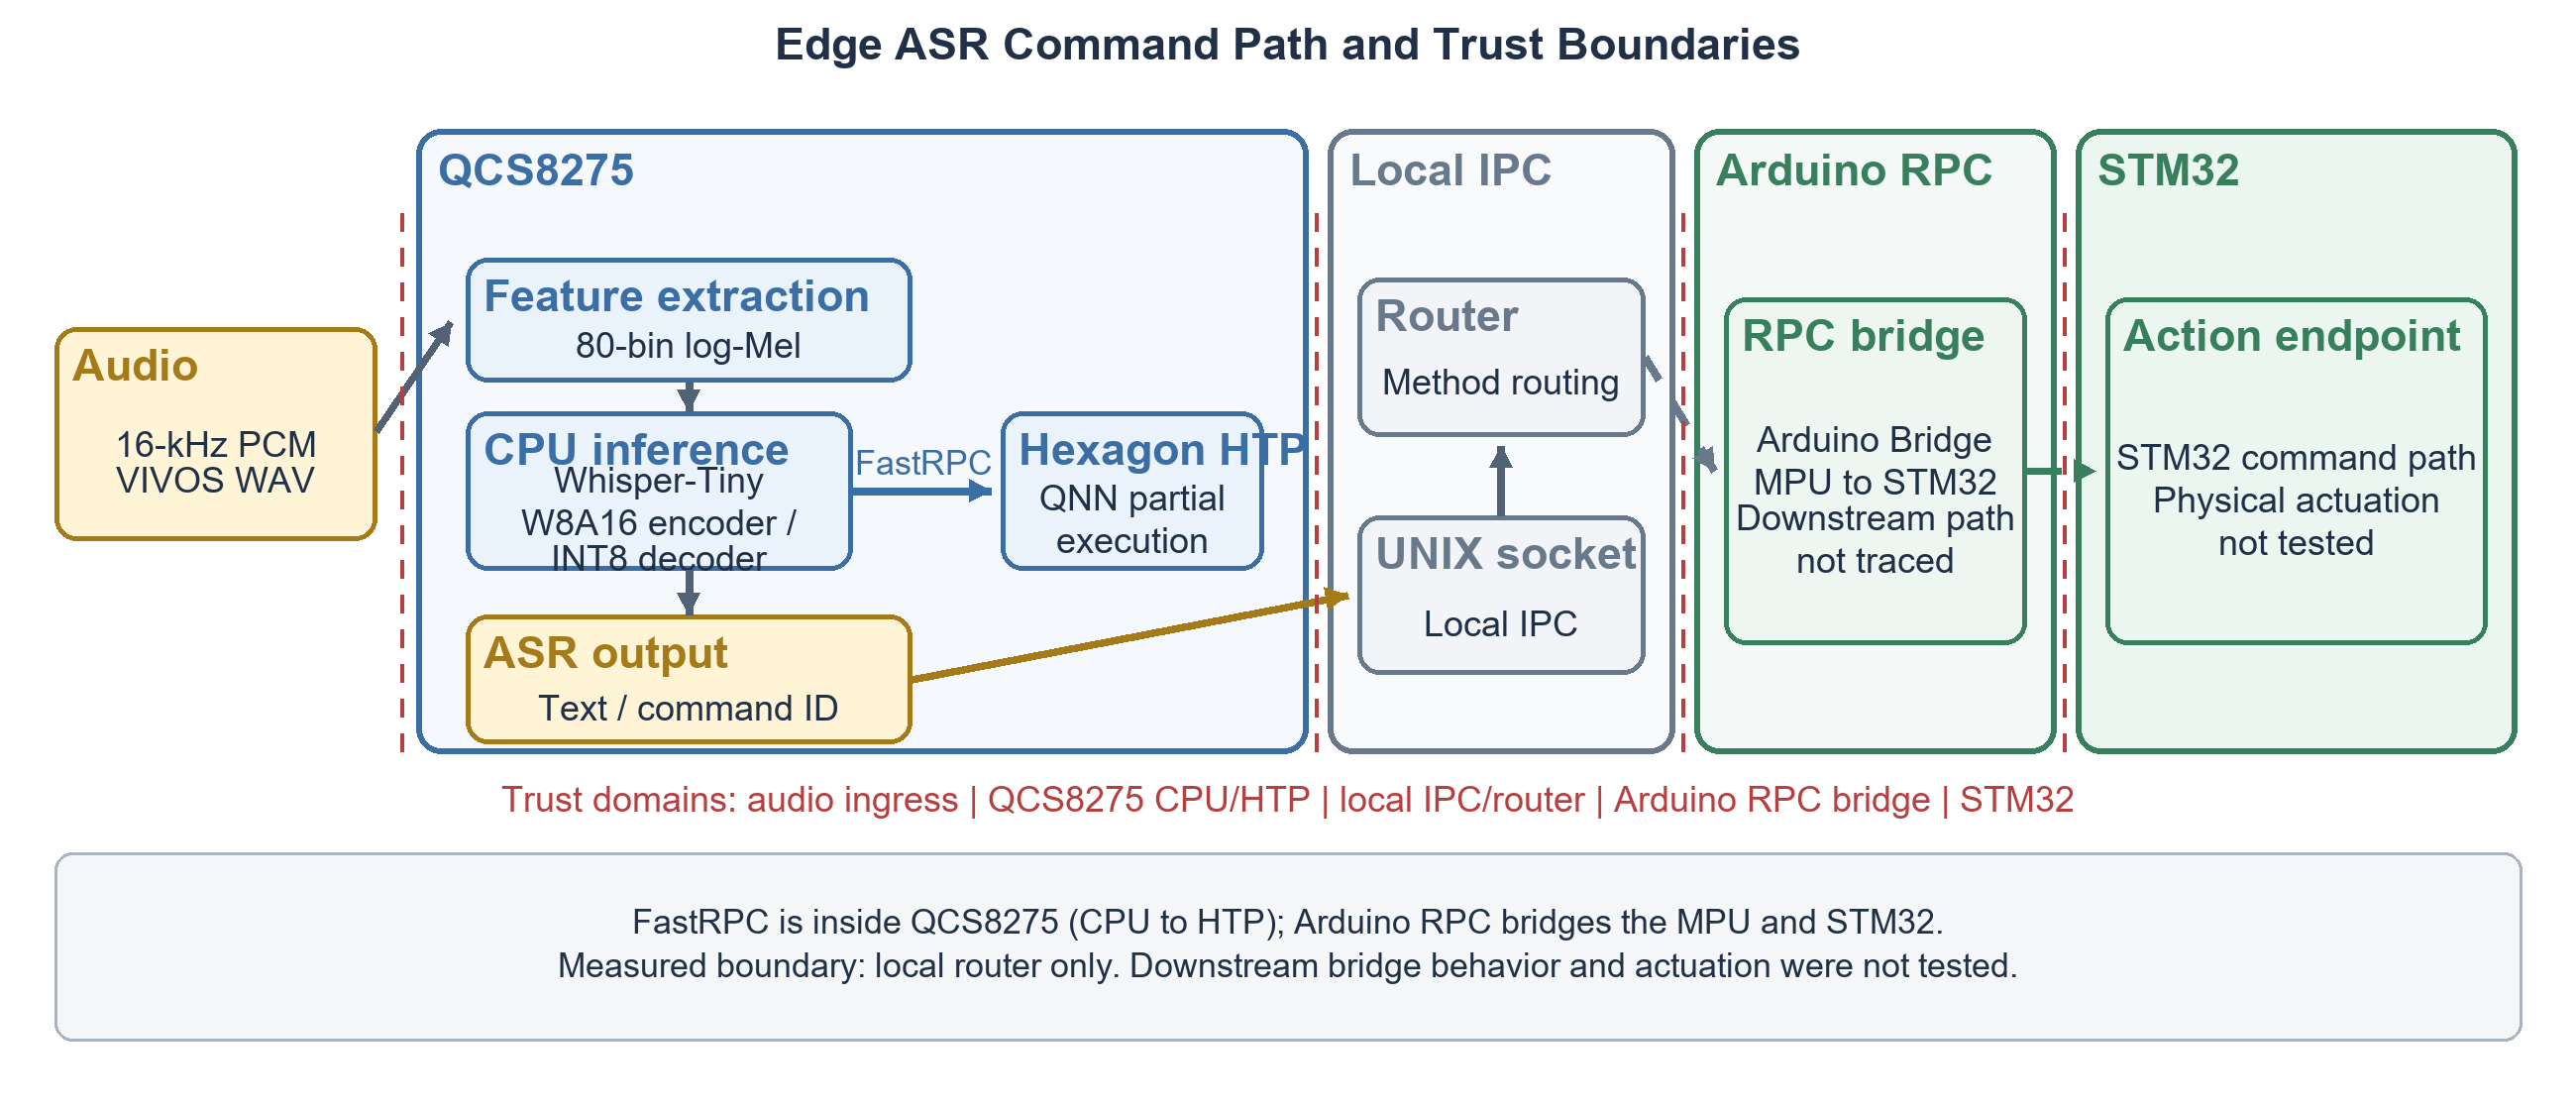 Edge ASR Command Path and Trust Boundaries
Audio
16-kHz PCM
VIVOS WAV
QCS8275
Feature extraction
80-bin log-Mel
CPU inference
Whisper-Tiny
W8A16 encoder /
INT8 decoder
FastRPC
Hexagon HTP
QNN partial
execution
ASR output
Text / command ID
Local IPC
Router
Method routing
UNIX socket
Local IPC
Arduino RPC
RPC bridge
Arduino Bridge
MPU to STM32
Downstream path
not traced
STM32
Action endpoint
STM32 command path
Physical actuation
not tested
Trust domains: audio ingress | QCS8275 CPU/HTP | local IPC/router | Arduino RPC bridge | STM32
FastRPC is inside QCS8275 (CPU to HTP); Arduino RPC bridges the MPU and STM32.
Measured boundary: local router only. Downstream bridge behavior and actuation were not tested.